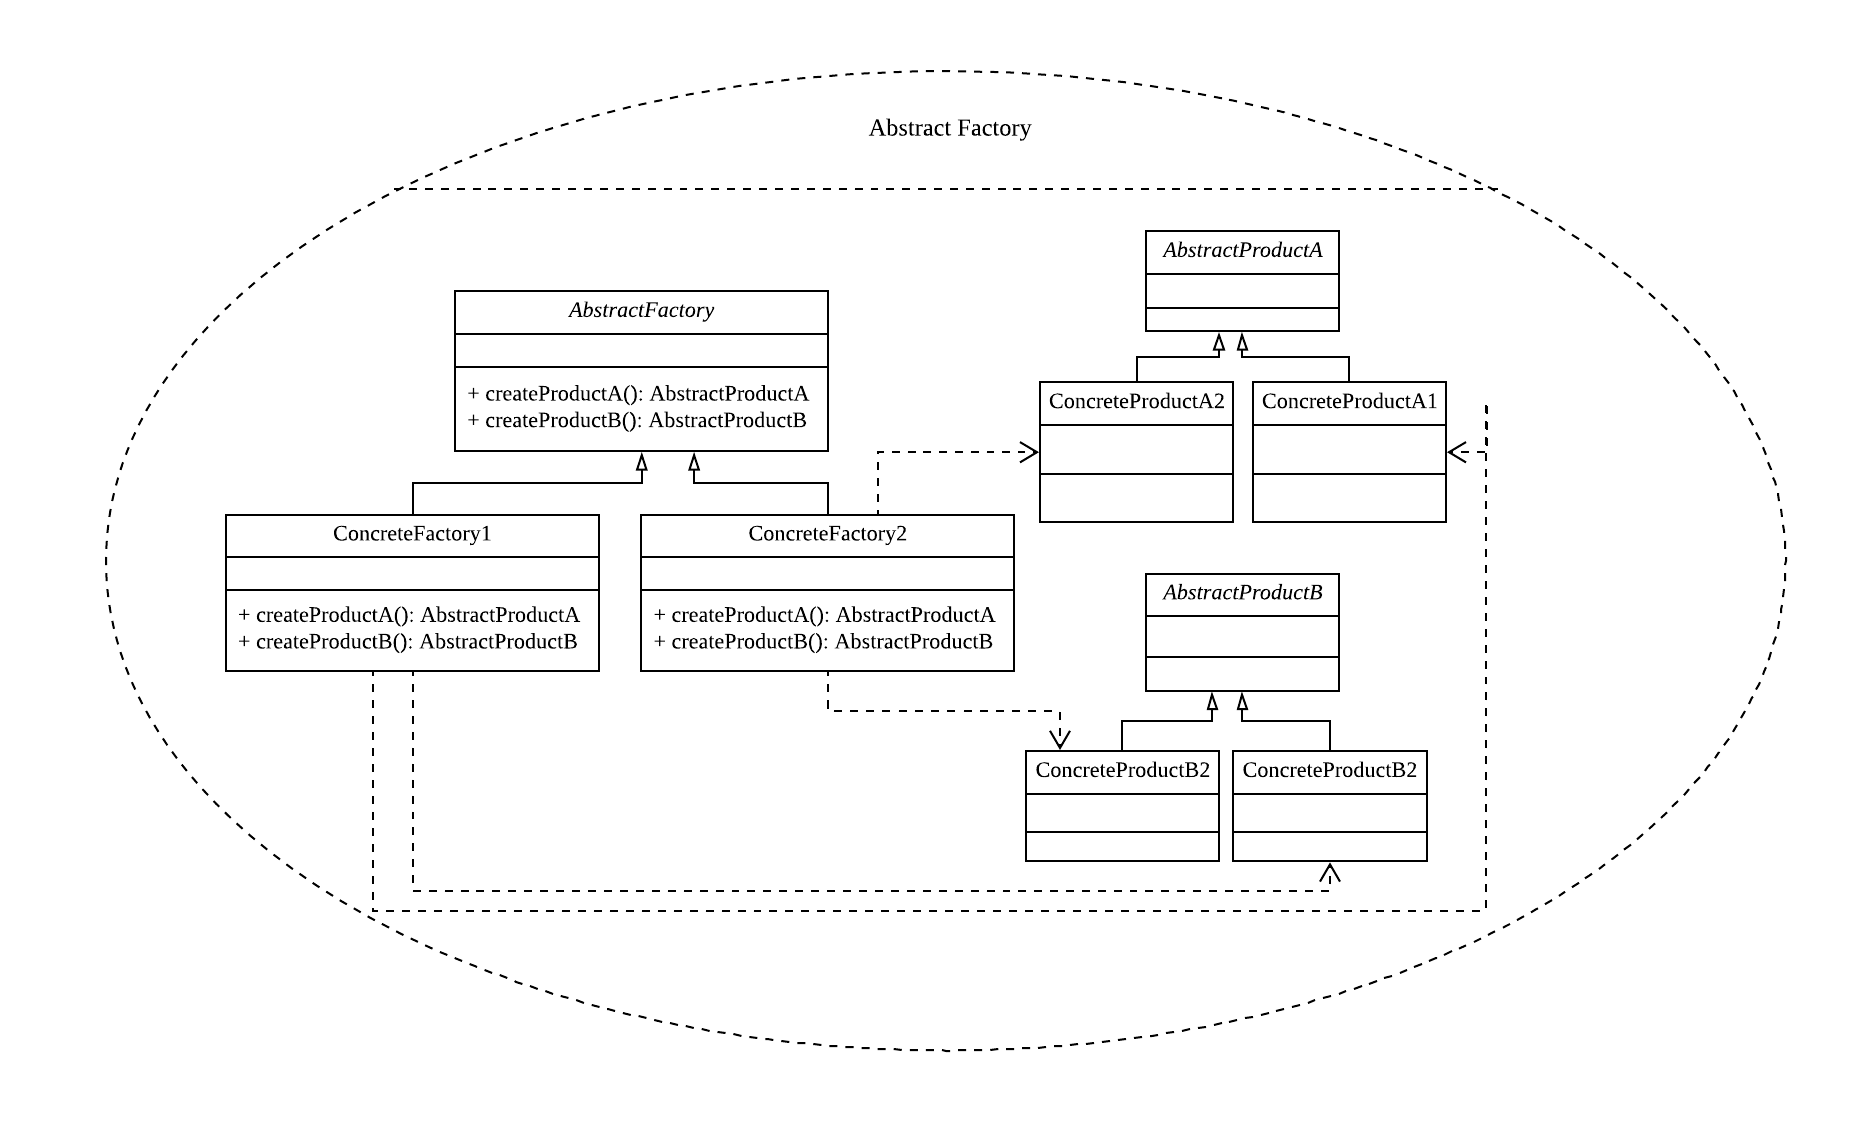 Abstract Factory
AbstractProductA
AbstractFactory
+ createProductA(): AbstractProductA
+ createProductB(): AbstractProductB
ConcreteProductA2
ConcreteProductA1
ConcreteFactory1
+ createProductA(): AbstractProductA
+ createProductB(): AbstractProductB
ConcreteFactory2
+ createProductA(): AbstractProductA
+ createProductB(): AbstractProductB
AbstractProductB
ConcreteProductB2
ConcreteProductB2